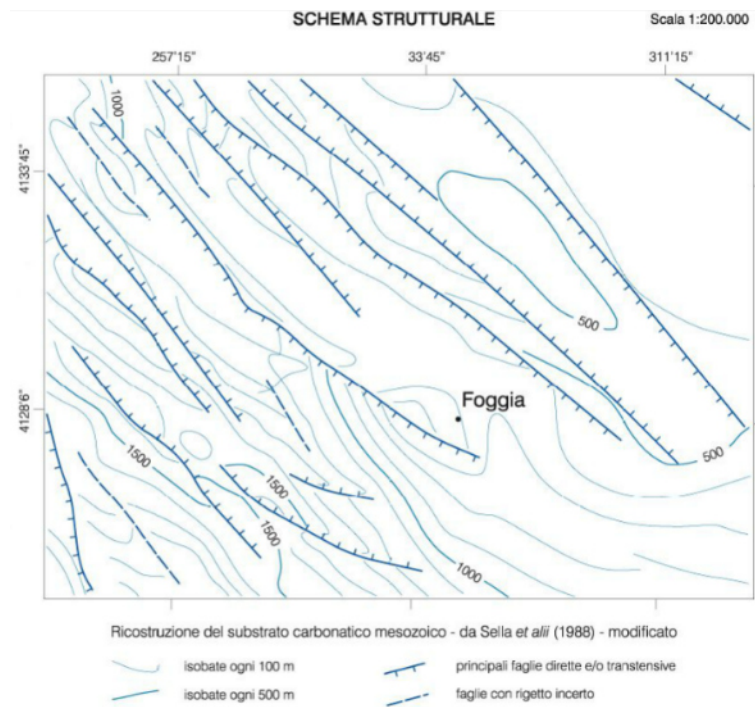 SCHEMA STRUTTURALE
Scala 1:200.000
257'15"
33'45"
311'15"
1000
4133'45"
500
Foggia
4128'6"
1500
500
1500
1500
1000
Ricostruzione del substrato carbonatico mesozoico - da Sella et alii (1988) - modificato
isobate ogni 100 m
principali faglie dirette e/o transtensive
isobate ogni 500 m
faglie con rigetto incerto